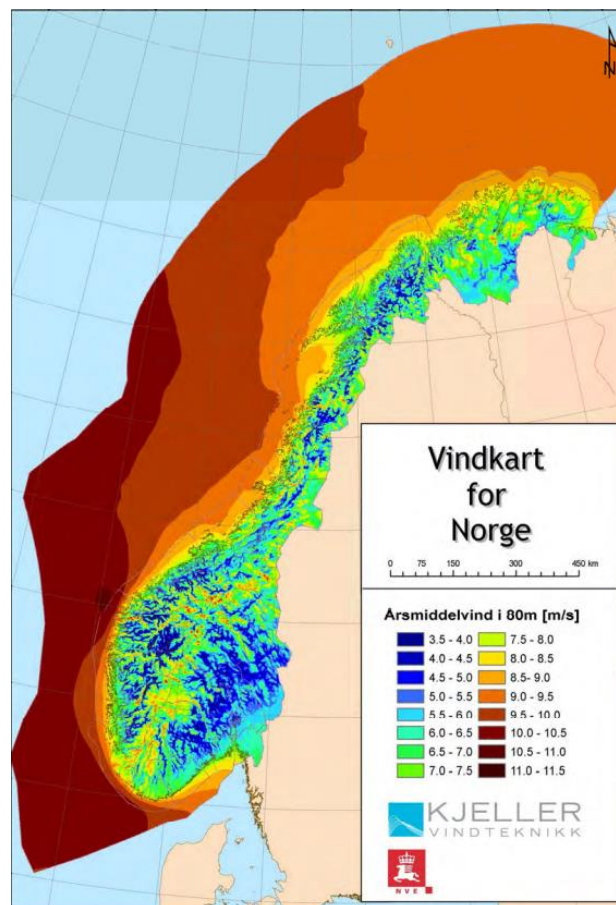 N
Vindkart
for
Norge
0 75 150 300 450 km
Årsmiddelvind i 80m [m/s]
3.5 - 4.0
4.0 - 4.5
4.5 - 5.0
5.0 - 5.5
5.5 - 6.0
6.0 - 6.5
6.5 - 7.0
7.0 - 7.5
7.5 - 8.0
8.0 - 8.5
8.5- 9.0
9.0 - 9.5
9.5 - 10.0
10.0 - 10.5
10.5 - 11.0
11.0 - 11.5
KJELLER
VINDTEKNIKK
NVE